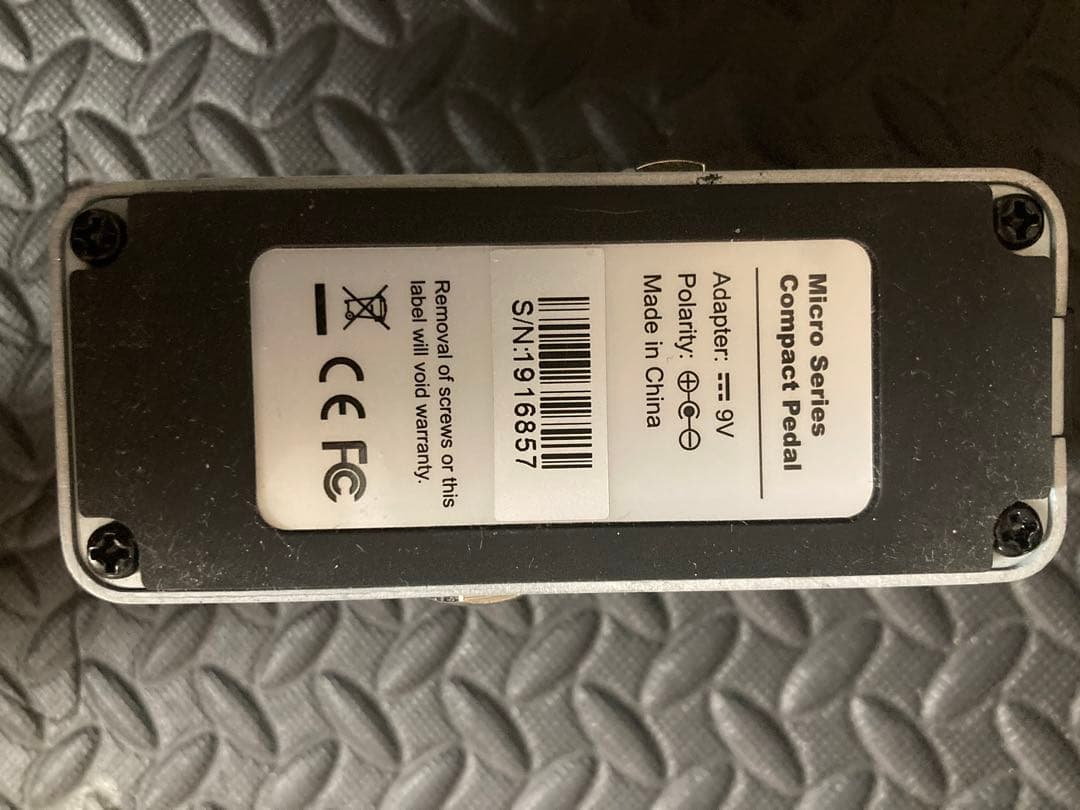 Micro Series
Compact Pedal
Adapter: 9V
Polarity:
Made in China
S/N:1916857
Removal of screws or this
label will void warranty.
CE FC